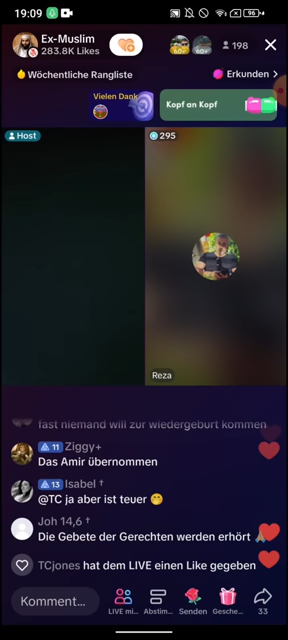 19:09
96
Ex-Muslim
283.8K Likes
198
Wöchentliche Rangliste
Erkunden >
Vielen Dank
Kopf an Kopf
Host
295
Reza
fast niemand will zur wiedergeburt kommen
11 Ziggy+
Das Amir übernommen
13 Isabel †
@TC ja aber ist teuer 🤭
Joh 14,6 †
Die Gebete der Gerechten werden erhört 🙏🏽
TCjones hat dem LIVE einen Like gegeben
Komment...
LIVE mi...
Abstim...
Senden
Gesche...
33